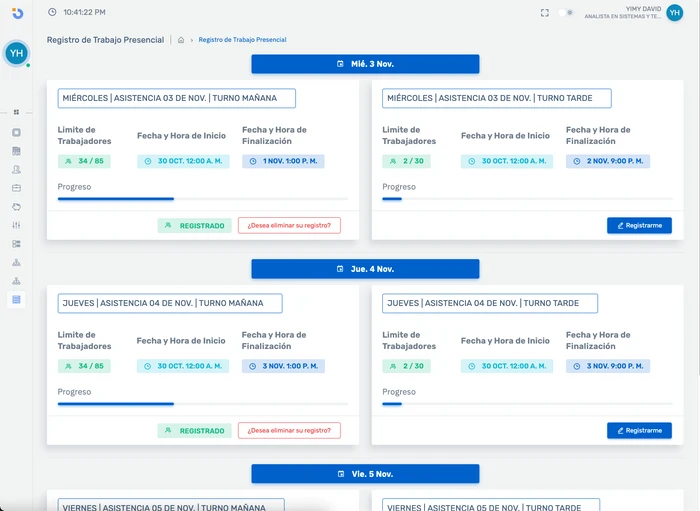 10:41:22 PM
YIMY DAVID
ANALISTA EN SISTEMAS Y TE...
YH
YH
Registro de Trabajo Presencial
Registro de Trabajo Presencial
Mié. 3 Nov.
MIÉRCOLES | ASISTENCIA 03 DE NOV. | TURNO MAÑANA
Limite de Trabajadores
Fecha y Hora de Inicio
Fecha y Hora de Finalización
34 / 85
30 OCT. 12:00 A. M.
1 NOV. 1:00 P. M.
Progreso
REGISTRADO
¿Desea eliminar su registro?
MIÉRCOLES | ASISTENCIA 03 DE NOV. | TURNO TARDE
Limite de Trabajadores
Fecha y Hora de Inicio
Fecha y Hora de Finalización
2 / 30
30 OCT. 12:00 A. M.
2 NOV. 9:00 P. M.
Progreso
Registrarme
Jue. 4 Nov.
JUEVES | ASISTENCIA 04 DE NOV. | TURNO MAÑANA
Limite de Trabajadores
Fecha y Hora de Inicio
Fecha y Hora de Finalización
34 / 85
30 OCT. 12:00 A. M.
3 NOV. 1:00 P. M.
Progreso
REGISTRADO
¿Desea eliminar su registro?
JUEVES | ASISTENCIA 04 DE NOV. | TURNO TARDE
Limite de Trabajadores
Fecha y Hora de Inicio
Fecha y Hora de Finalización
2 / 30
30 OCT. 12:00 A. M.
3 NOV. 9:00 P. M.
Progreso
Registrarme
Vie. 5 Nov.
VIERNES | ASISTENCIA 05 DE NOV. | TURNO MAÑANA
VIERNES | ASISTENCIA 05 DE NOV. | TURNO TARDE